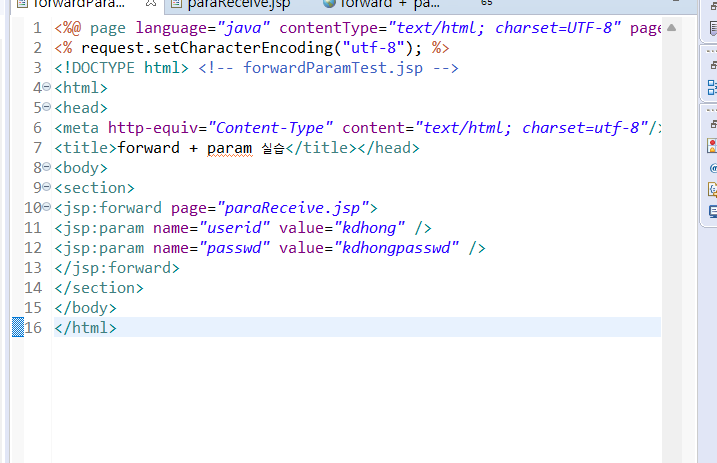 forwardPara...
paraReceive.jsp
forward + pa...
65
1 <%@ page language="java" contentType="text/html; charset=UTF-8" page
2 <% request.setCharacterEncoding("utf-8"); %>
3 <!DOCTYPE html> <!-- forwardParamTest.jsp -->
4 <html>
5 <head>
6 <meta http-equiv="Content-Type" content="text/html; charset=utf-8"/>
7 <title>forward + param 실습</title></head>
8 <body>
9 <section>
10 <jsp:forward page="paraReceive.jsp">
11 <jsp:param name="userid" value="kdhong" />
12 <jsp:param name="passwd" value="kdhongpasswd" />
13 </jsp:forward>
14 </section>
15 </body>
16 </html>